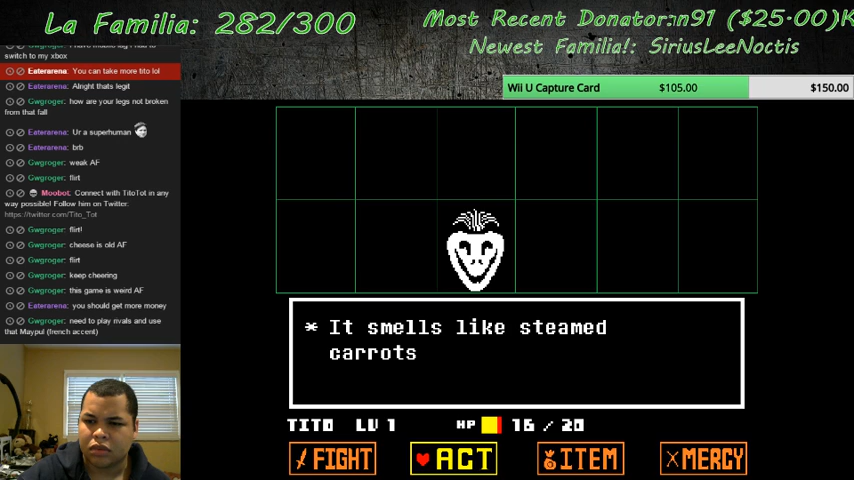 La Familia: 282/300
Most Recent Donator:n91 ($25.00)K
Newest Familia!: SiriusLeeNoctis
Wii U Capture Card $105.00 $150.00
switch to my xbox
Eaterarena: You can take more tito lol
Eaterarena: Alright thats legit
Gwgroger: how are your legs not broken
from that fall
Eaterarena: Ur a superhuman
Eaterarena: brb
Gwgroger: weak AF
Gwgroger: flirt
Moobot: Connect with TitoTot in any
way possible! Follow him on Twitter:
https://twitter.com/Tito_Tot
Gwgroger: flirt!
Gwgroger: cheese is old AF
Gwgroger: flirt
Gwgroger: keep cheering
Gwgroger: this game is weird AF
Eaterarena: you should get more money
Gwgroger: need to play rivals and use
that Maypul (french accent)
* It smells like steamed
carrots
TITO LV 1 HP 16 / 20
FIGHT ACT ITEM MERCY